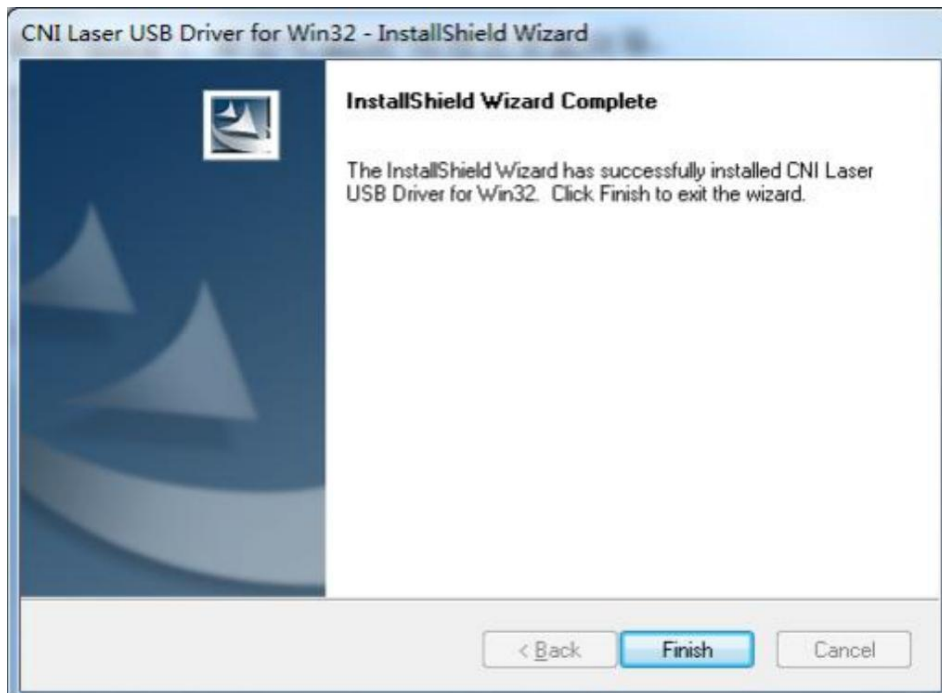 CNI Laser USB Driver for Win32 - InstallShield Wizard
InstallShield Wizard Complete
The InstallShield Wizard has successfully installed CNI Laser
USB Driver for Win32. Click Finish to exit the wizard.
< Back
Finish
Cancel